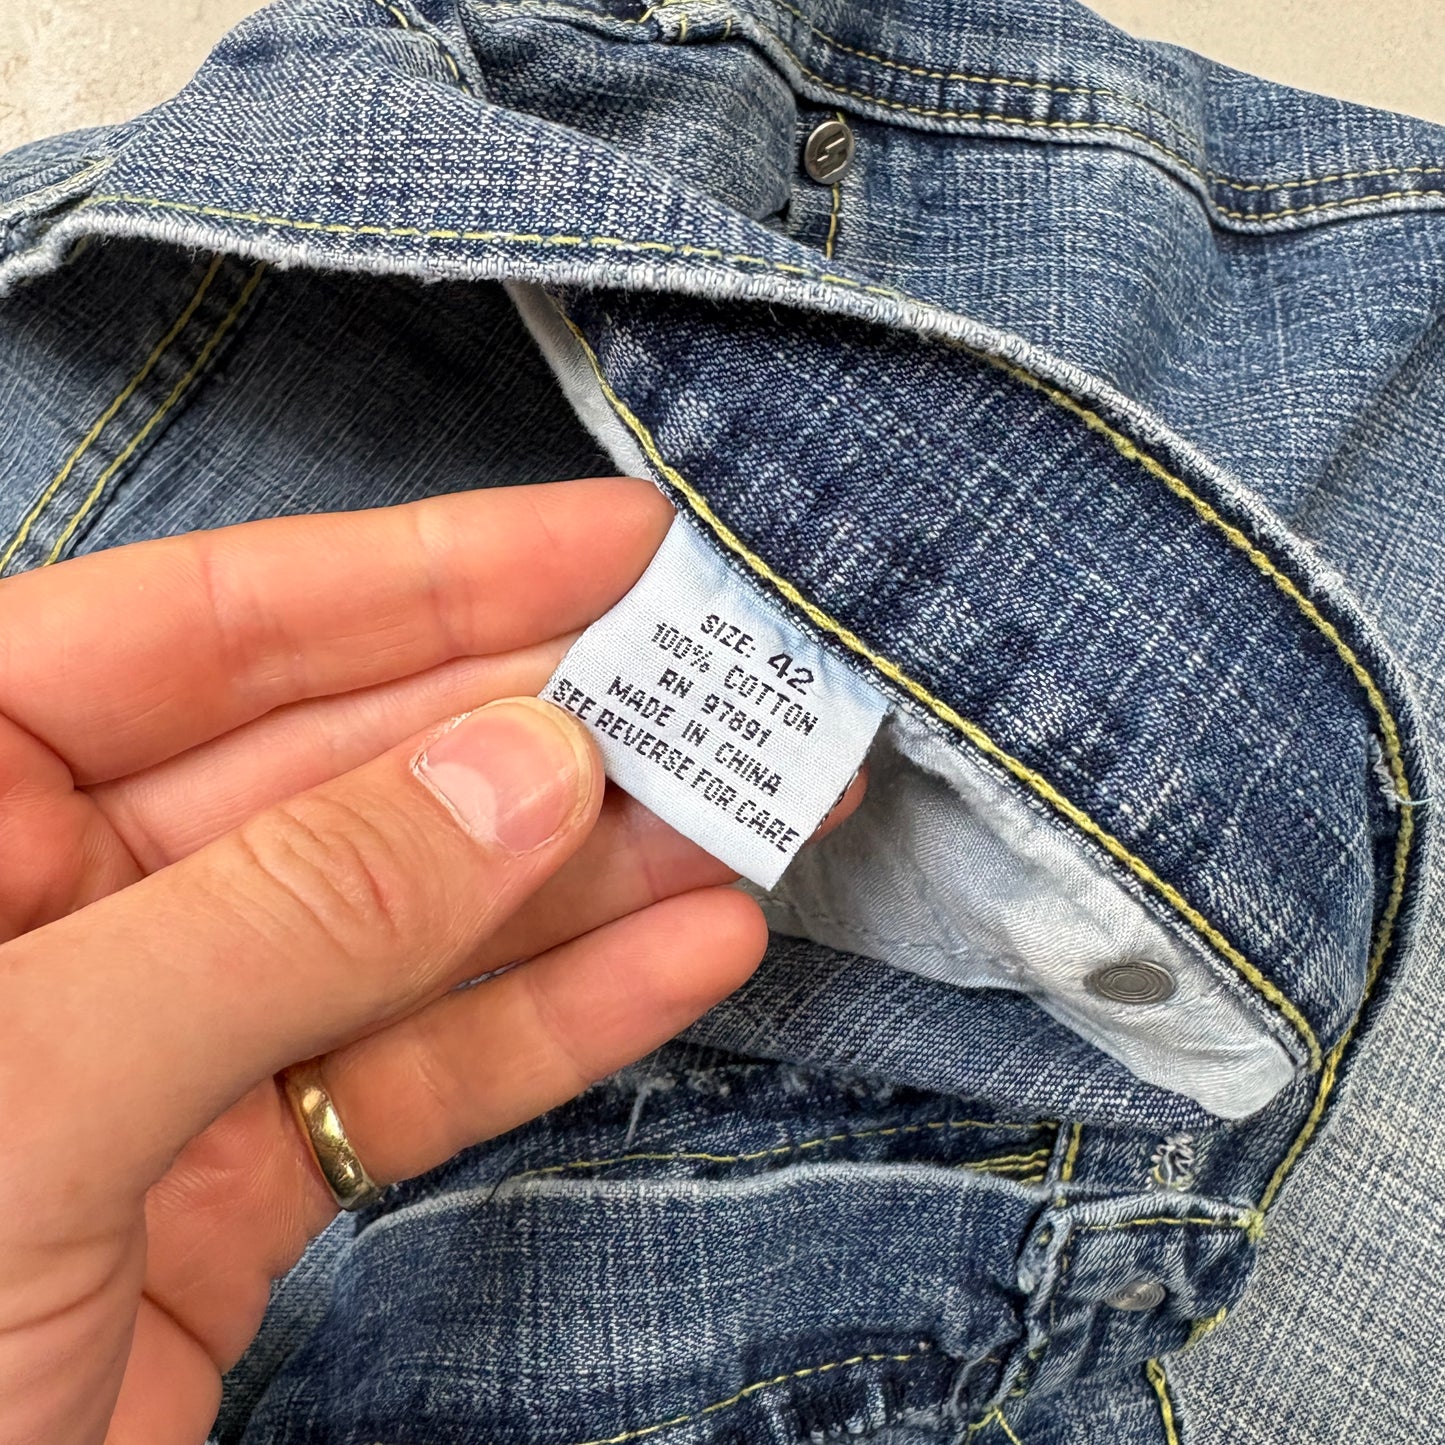 SIZE: 42
100% COTTON
RN 97891
MADE IN CHINA
SEE REVERSE FOR CARE